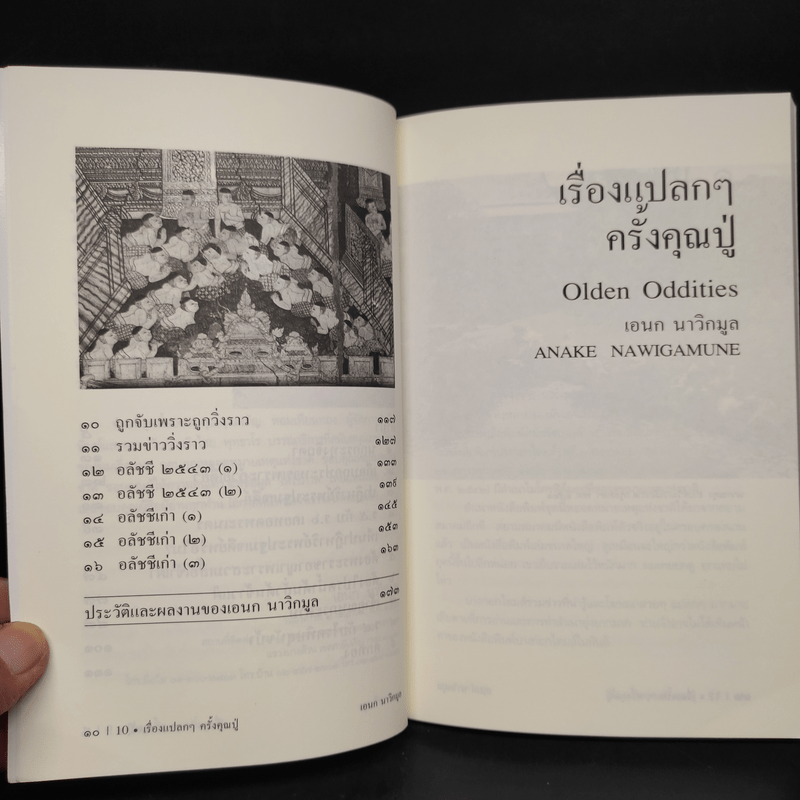 ๑๐ ถูกจับเพราะถูกวิ่งราว ๑๑๗
๑๑ รวมข่าววิ่งราว ๑๒๗
๑๒ อลัชชี ๒๕๔๓ (๑) ๑๓๓
๑๓ อลัชชี ๒๕๔๓ (๒) ๑๓๙
๑๔ อลัชชีเก่า (๑) ๑๔๕
๑๕ อลัชชีเก่า (๒) ๑๕๓
๑๖ อลัชชีเก่า (๓) ๑๖๓
ประวัติและผลงานของเอนก นาวิกมูล ๑๗๓
เอนก นาวิกมูล
๑๐ | 10 • เรื่องแปลกๆ ครั้งคุณปู่
เรื่องแปลกๆ
ครั้งคุณปู่
Olden Oddities
เอนก นาวิกมูล
ANAKE NAWIGAMUNE